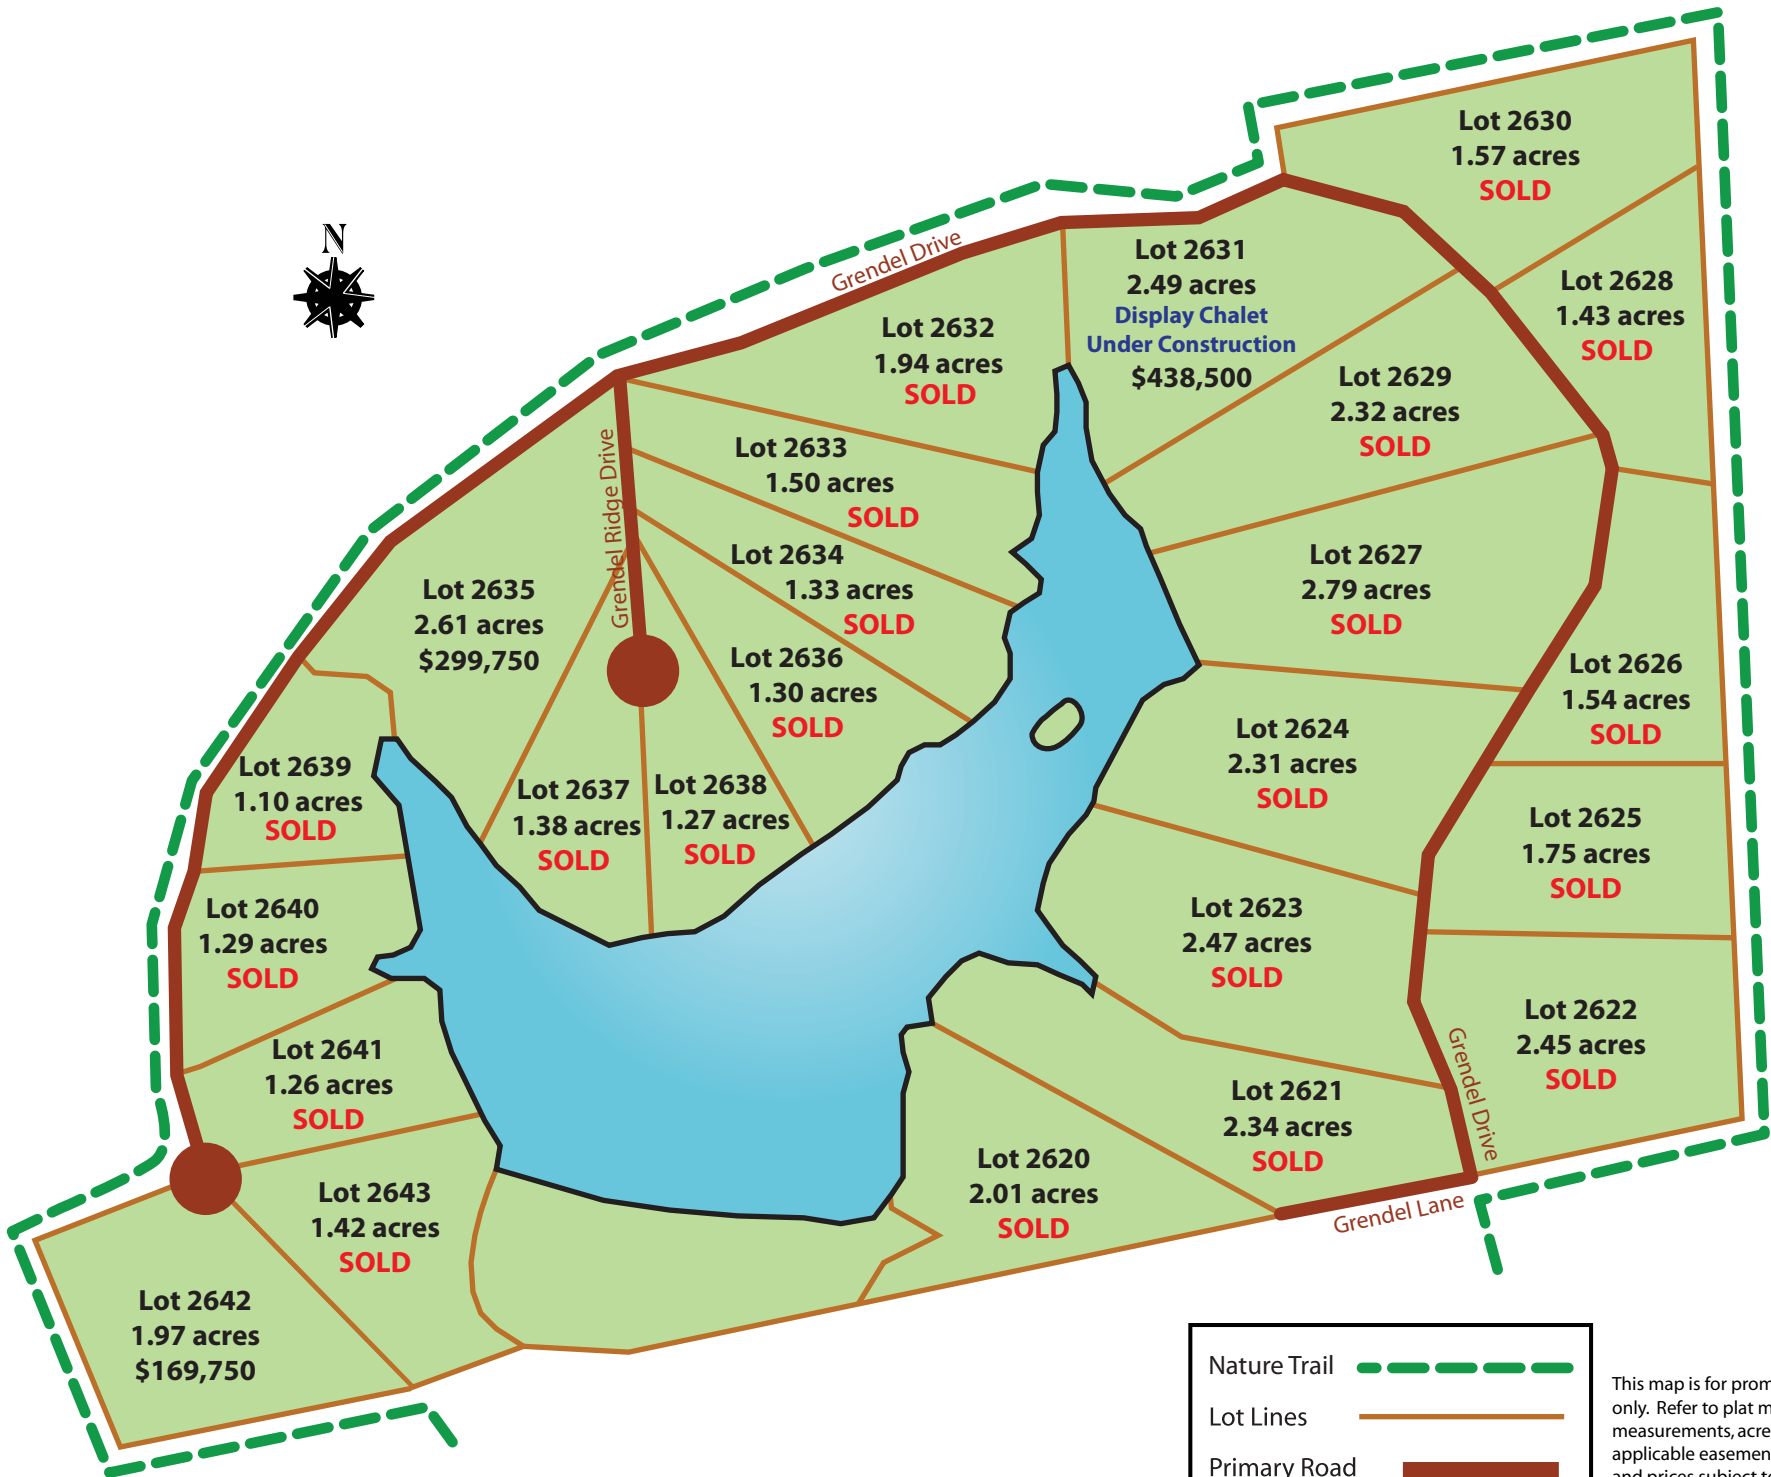 N
Lot 2630
1.57 acres
SOLD
Grendel Drive
Lot 2631
2.49 acres
Display Chalet
Under Construction
$438,500
Lot 2628
1.43 acres
SOLD
Lot 2632
1.94 acres
SOLD
Lot 2629
2.32 acres
SOLD
Lot 2633
1.50 acres
SOLD
Grendel Ridge Drive
Lot 2634
1.33 acres
SOLD
Lot 2627
2.79 acres
SOLD
Lot 2635
2.61 acres
$299,750
Lot 2636
1.30 acres
SOLD
Lot 2626
1.54 acres
SOLD
Lot 2624
2.31 acres
SOLD
Lot 2639
1.10 acres
SOLD
Lot 2637
1.38 acres
SOLD
Lot 2638
1.27 acres
SOLD
Lot 2625
1.75 acres
SOLD
Lot 2640
1.29 acres
SOLD
Lot 2623
2.47 acres
SOLD
Lot 2622
2.45 acres
SOLD
Lot 2641
1.26 acres
SOLD
Grendel Drive
Lot 2621
2.34 acres
SOLD
Lot 2620
2.01 acres
SOLD
Lot 2643
1.42 acres
SOLD
Grendel Lane
Lot 2642
1.97 acres
$169,750
Nature Trail
Lot Lines
Primary Road
This map is for prom
only. Refer to plat m
measurements, acre
applicable easemen
and prices subject to